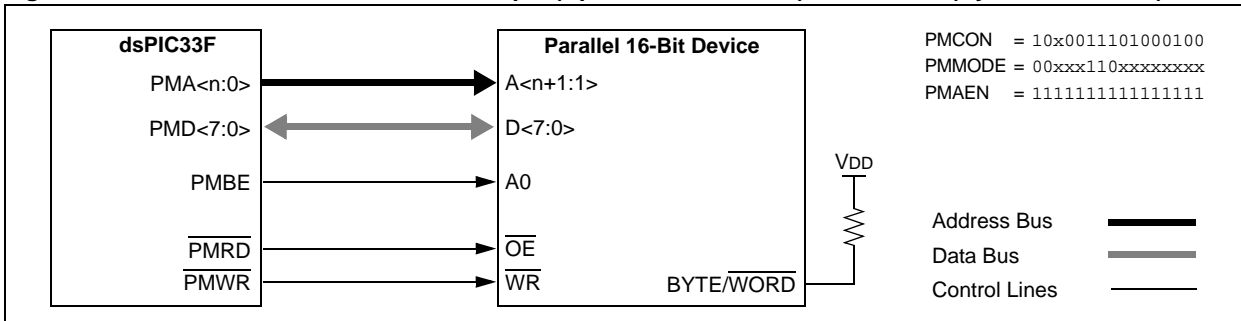 dsPIC33F
PMA<n:0>
PMD<7:0>
PMBE
PMRD
PMWR
Parallel 16-Bit Device
A<n+1:1>
D<7:0>
A0
OE
WR
BYTE/WORD
VDD
PMCON = 10x0011101000100
PMMODE = 00xxx110xxxxxxxx
PMAEN = 1111111111111111
Address Bus
Data Bus
Control Lines